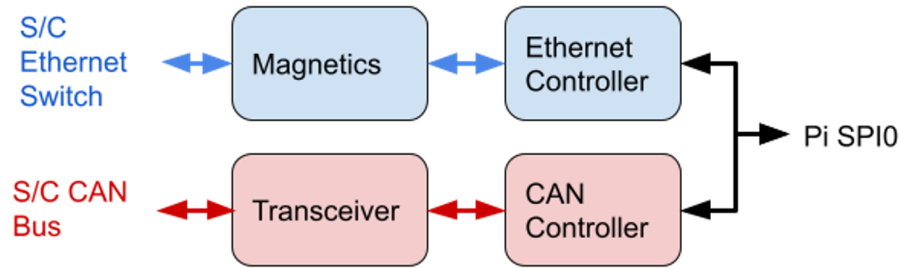 S/C
Ethernet
Switch
Magnetics
Ethernet
Controller
Pi SPI0
S/C CAN
Bus
Transceiver
CAN
Controller